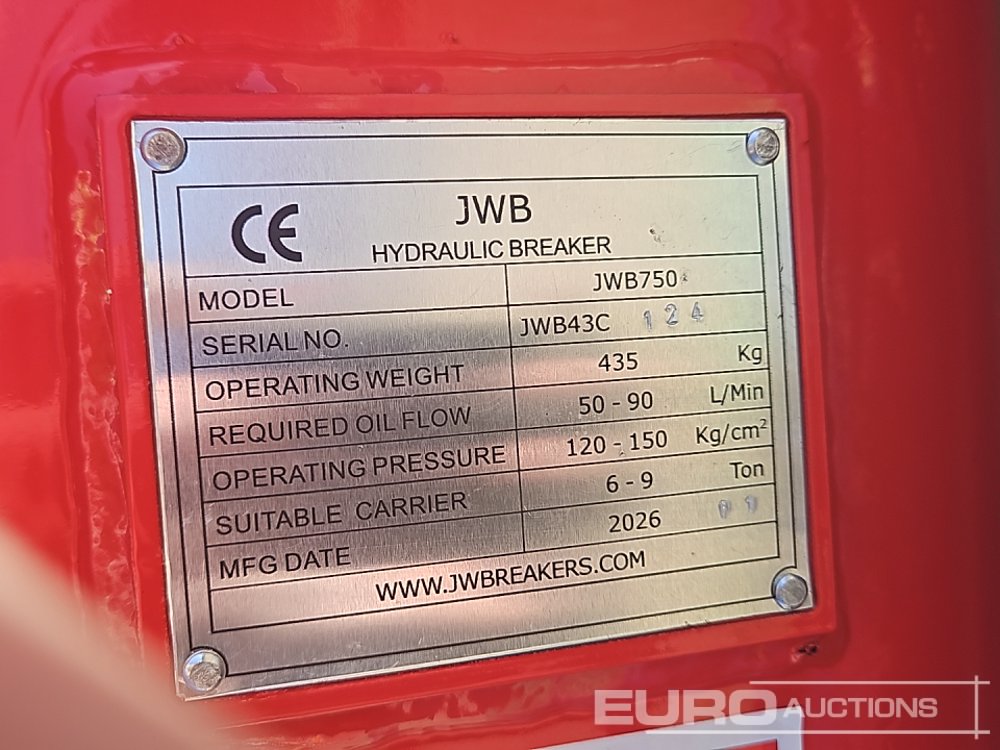 CE
JWB
HYDRAULIC BREAKER
MODEL JWB750
SERIAL NO. JWB43C 124
OPERATING WEIGHT 435 Kg
REQUIRED OIL FLOW 50 - 90 L/Min
OPERATING PRESSURE 120 - 150 Kg/cm²
SUITABLE CARRIER 6 - 9 Ton
MFG DATE 2026 01
WWW.JWBREAKERS.COM
EURO AUCTIONS